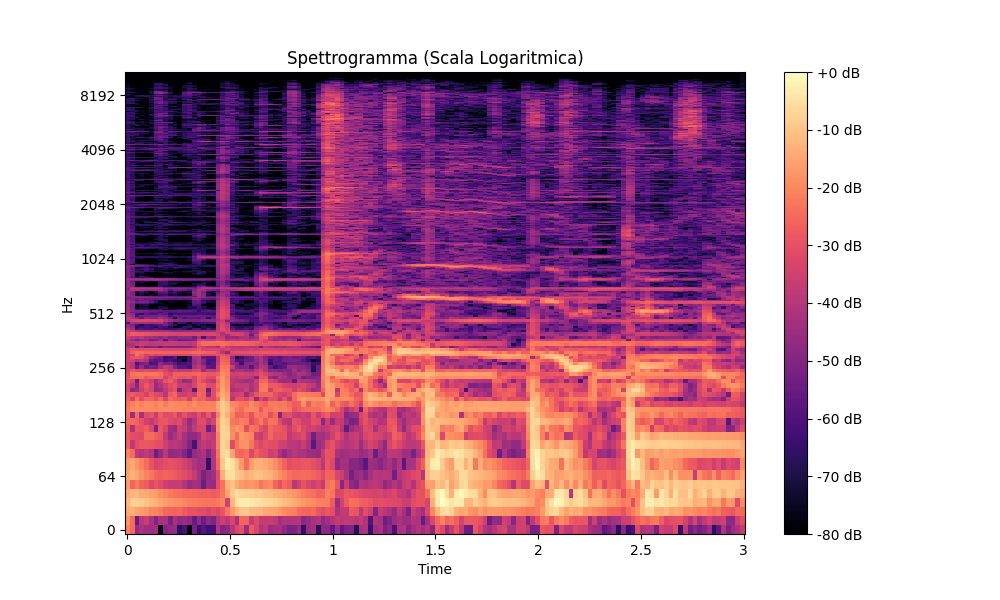 Spettrogramma (Scala Logaritmica)
Hz
8192
4096
2048
1024
512
256
128
64
0
0
0.5
1
1.5
2
2.5
3
Time
+0 dB
-10 dB
-20 dB
-30 dB
-40 dB
-50 dB
-60 dB
-70 dB
-80 dB